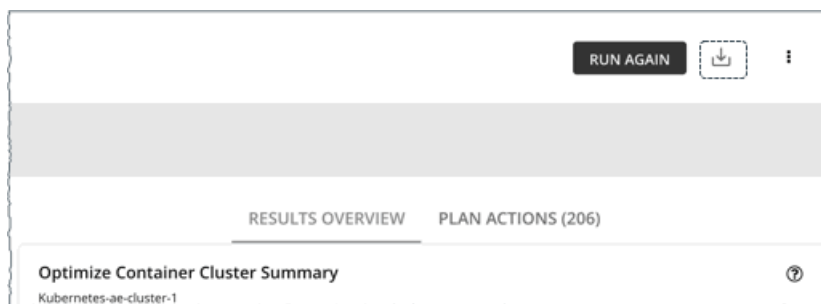 RUN AGAIN
RESULTS OVERVIEW PLAN ACTIONS (206)
Optimize Container Cluster Summary
Kubernetes-ae-cluster-1